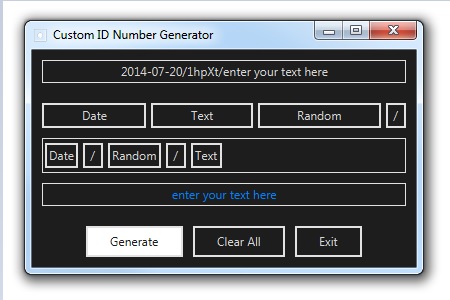 Custom ID Number Generator
2014-07-20/1hpXt/enter your text here
Date Text Random /
Date / Random / Text
enter your text here
Generate Clear All Exit